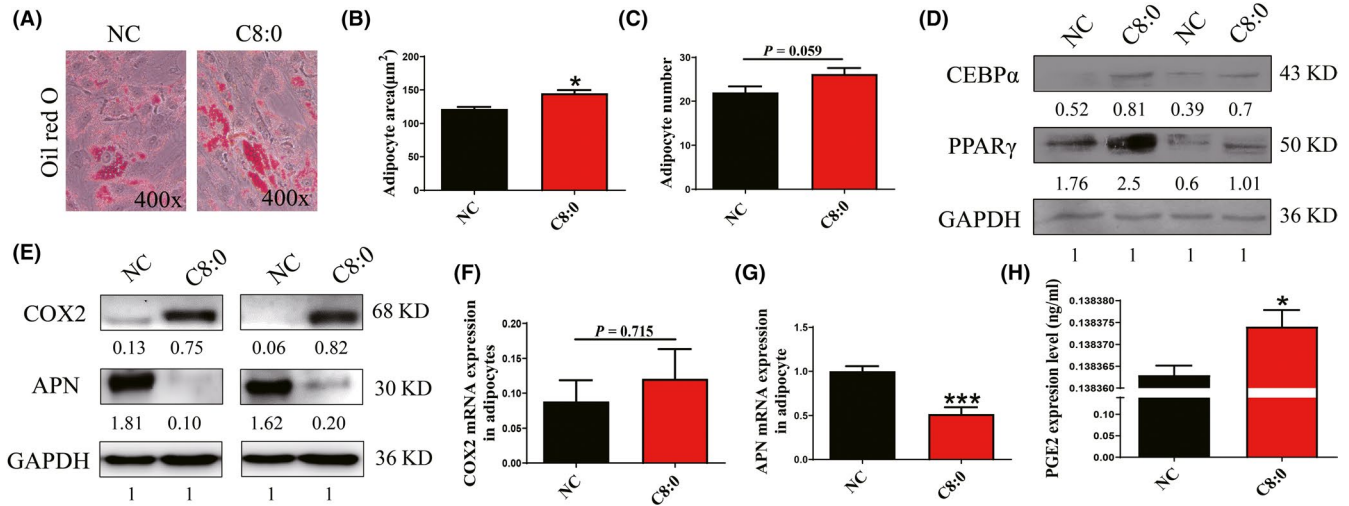 (A)
NC C8:0
Oil red O
400x 400x
(B)
Adipocyte area(µm²)
200
150
100
50
0
*
NC C8:0
(C)
Adipocyte number
30
20
10
0
P = 0.059
NC C8:0
(D)
NC C8:0 NC C8:0
CEBPα 43 KD
0.52 0.81 0.39 0.7
PPARγ 50 KD
1.76 2.5 0.6 1.01
GAPDH 36 KD
1 1 1 1
(E)
NC C8:0 NC C8:0
COX2 68 KD
0.13 0.75 0.06 0.82
APN 30 KD
1.81 0.10 1.62 0.20
GAPDH 36 KD
1 1 1 1
(F)
COX2 mRNA expression
in adipocytes
0.20
0.15
0.10
0.05
0.00
P = 0.715
NC C8:0
(G)
APN mRNA expression
in adipocyte
1.5
1.0
0.5
0.0
***
NC C8:0
(H)
PGE2 expression level (ng/ml)
0.138380
0.138375
0.138370
0.138365
0.138360
0.10
0.05
0.00
*
NC C8:0